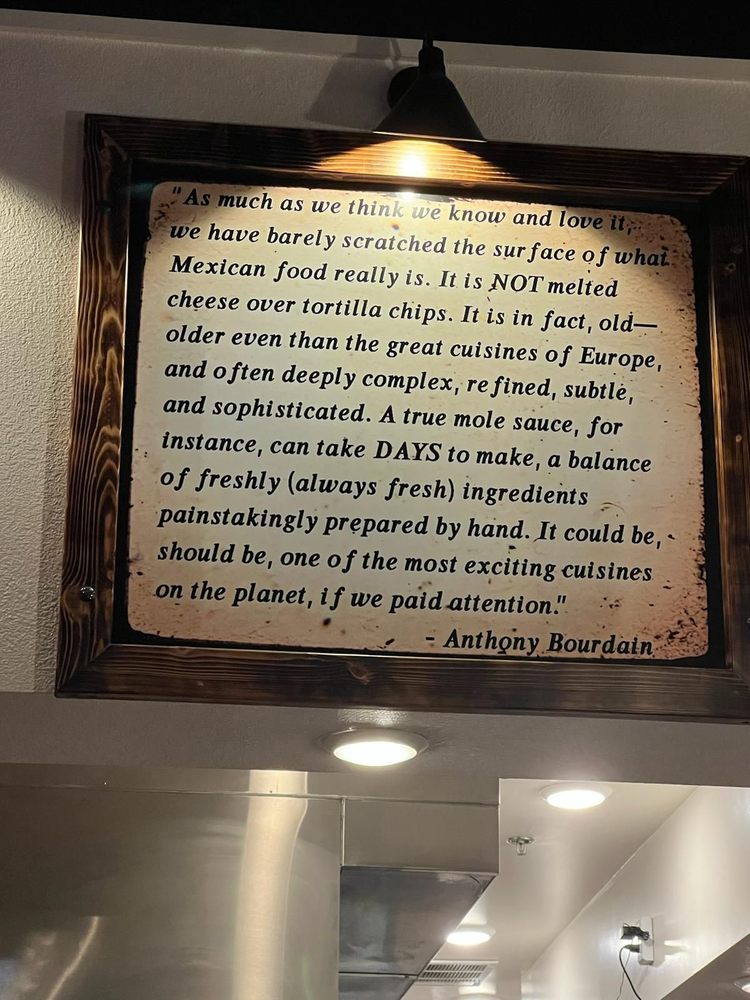 "As much as we think we know and love it,
we have barely scratched the surface of what
Mexican food really is. It is NOT melted
cheese over tortilla chips. It is in fact, old—
older even than the great cuisines of Europe,
and often deeply complex, refined, subtle,
and sophisticated. A true mole sauce, for
instance, can take DAYS to make, a balance
of freshly (always fresh) ingredients
painstakingly prepared by hand. It could be,
should be, one of the most exciting cuisines
on the planet, if we paid attention."
- Anthony Bourdain